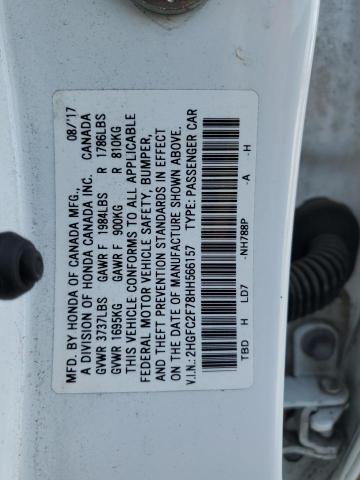 MFD. BY HONDA OF CANADA MFG., 08/'17
A DIVISION OF HONDA CANADA INC. CANADA
GVWR 3737LBS GAWR F 1984LBS R 1786LBS
GVWR 1695KG GAWR F 900KG R 810KG
THIS VEHICLE CONFORMS TO ALL APPLICABLE
FEDERAL MOTOR VEHICLE SAFETY, BUMPER,
AND THEFT PREVENTION STANDARDS IN EFFECT
ON THE DATE OF MANUFACTURE SHOWN ABOVE.
V.I.N.: 2HGFC2F78HH566157 TYPE: PASSENGER CAR
TBD H LD7 -NH788P -A -H